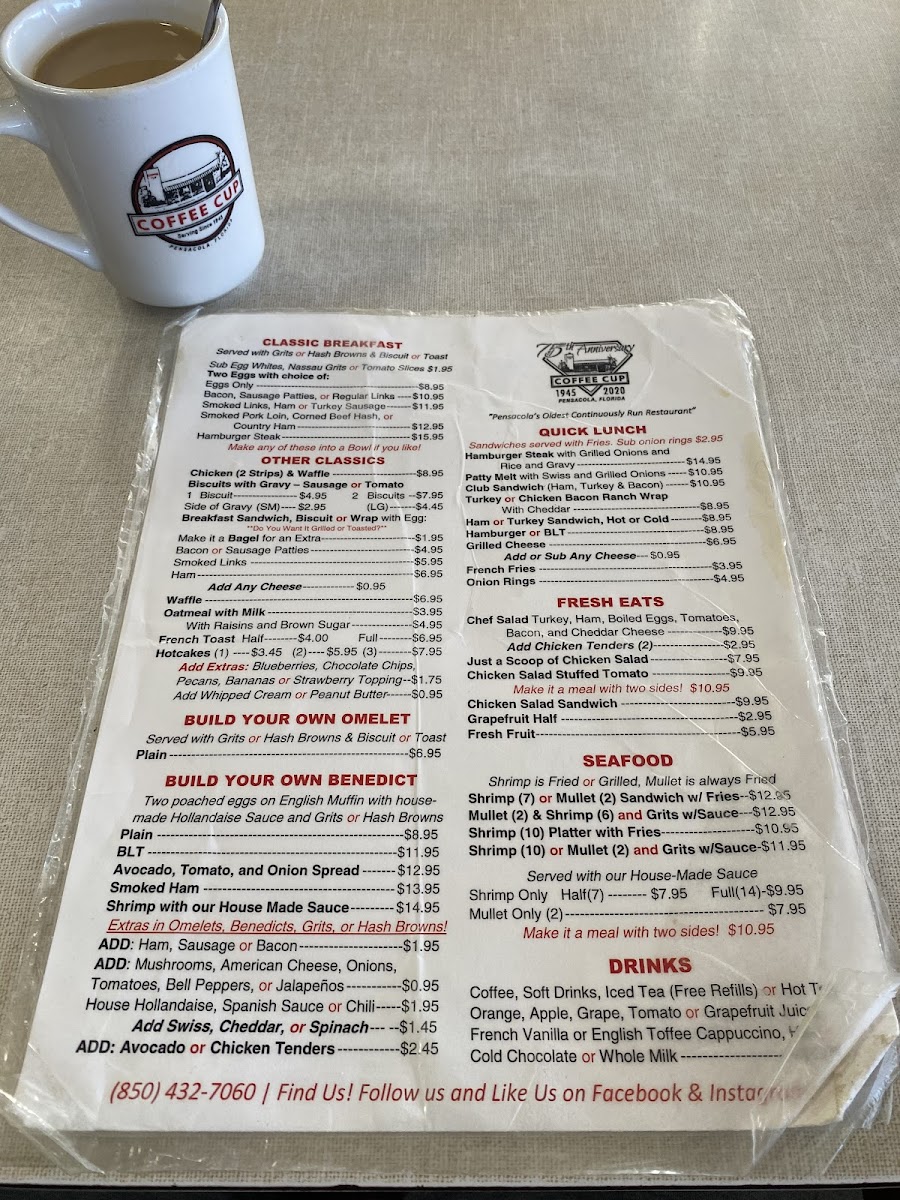 COFFEE CUP
Serving Since 1945
PENSACOLA, FLORIDA
CLASSIC BREAKFAST
Served with Grits or Hash Browns & Biscuit or Toast
Sub Egg Whites, Nassau Grits or Tomato Slices $1.95
Two Eggs with choice of:
Eggs Only ---$8.95
Bacon, Sausage Patties, or Regular Links ----$10.95
Smoked Links, Ham or Turkey Sausage------$11.95
Smoked Pork Loin, Corned Beef Hash, or
Country Ham---$12.95
Hamburger Steak---$15.95
Make any of these into a Bowl if you like!
OTHER CLASSICS
Chicken (2 Strips) & Waffle ---$8.95
Biscuits with Gravy – Sausage or Tomato
1 Biscuit---$4.95 2 Biscuits --$7.95
Side of Gravy (SM)---- $2.95 (LG)-----$4.45
Breakfast Sandwich, Biscuit or Wrap with Egg:
**Do You Want It Grilled or Toasted?**
Make it a Bagel for an Extra---$1.95
Bacon or Sausage Patties---$4.95
Smoked Links ---$5.95
Ham---$6.95
Add Any Cheese--- $0.95
Waffle ---$6.95
Oatmeal with Milk ---$3.95
With Raisins and Brown Sugar---$4.95
French Toast Half--------$4.00 Full-------$6.95
Hotcakes (1) ----$3.45 (2)----$5.95 (3)-------$7.95
Add Extras: Blueberries, Chocolate Chips,
Pecans, Bananas or Strawberry Topping--$1.75
Add Whipped Cream or Peanut Butter------$0.95
BUILD YOUR OWN OMELET
Served with Grits or Hash Browns & Biscuit or Toast
Plain ---$6.95
BUILD YOUR OWN BENEDICT
Two poached eggs on English Muffin with house-
made Hollandaise Sauce and Grits or Hash Browns
Plain ---$8.95
BLT ---$11.95
Avocado, Tomato, and Onion Spread -------$12.95
Smoked Ham ---$13.95
Shrimp with our House Made Sauce---------$14.95
Extras in Omelets, Benedicts, Grits, or Hash Browns!
ADD: Ham, Sausage or Bacon---$1.95
ADD: Mushrooms, American Cheese, Onions,
Tomatoes, Bell Peppers, or Jalapeños-----------$0.95
House Hollandaise, Spanish Sauce or Chili-----$1.95
Add Swiss, Cheddar, or Spinach--- --$1.45
ADD: Avocado or Chicken Tenders------------$2.45
75th Anniversary
COFFEE CUP
1945 2020
PENSACOLA, FLORIDA
"Pensacola's Oldest Continuously Run Restaurant"
QUICK LUNCH
Sandwiches served with Fries. Sub onion rings $2.95
Hamburger Steak with Grilled Onions and
Rice and Gravy ---$14.95
Patty Melt with Swiss and Grilled Onions -----$10.95
Club Sandwich (Ham, Turkey & Bacon) ------$10.95
Turkey or Chicken Bacon Ranch Wrap
With Cheddar ---$8.95
Ham or Turkey Sandwich, Hot or Cold--------$8.95
Hamburger or BLT---$8.95
Grilled Cheese ---$6.95
Add or Sub Any Cheese--- $0.95
French Fries ---$3.95
Onion Rings ---$4.95
FRESH EATS
Chef Salad Turkey, Ham, Boiled Eggs, Tomatoes,
Bacon, and Cheddar Cheese ---$9.95
Add Chicken Tenders (2)---$2.95
Just a Scoop of Chicken Salad---$7.95
Chicken Salad Stuffed Tomato ---$9.95
Make it a meal with two sides! $10.95
Chicken Salad Sandwich ---$9.95
Grapefruit Half ---$2.95
Fresh Fruit---$5.95
SEAFOOD
Shrimp is Fried or Grilled, Mullet is always Fried
Shrimp (7) or Mullet (2) Sandwich w/ Fries--$12.95
Mullet (2) & Shrimp (6) and Grits w/Sauce---$12.95
Shrimp (10) Platter with Fries---$10.95
Shrimp (10) or Mullet (2) and Grits w/Sauce-$11.95
Served with our House-Made Sauce
Shrimp Only Half(7) -------- $7.95 Full(14)-$9.95
Mullet Only (2)--- $7.95
Make it a meal with two sides! $10.95
DRINKS
Coffee, Soft Drinks, Iced Tea (Free Refills) or Hot
Orange, Apple, Grape, Tomato or Grapefruit Juice
French Vanilla or English Toffee Cappuccino,
Cold Chocolate or Whole Milk ---
(850) 432-7060 | Find Us! Follow us and Like Us on Facebook & Instagram